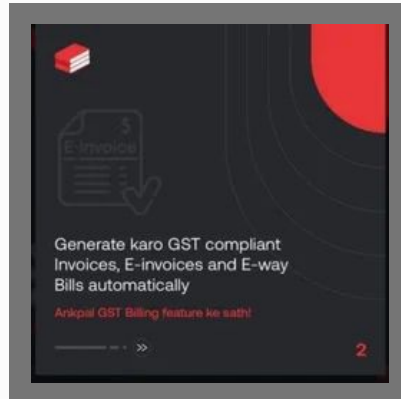 $
E-Invoice
Generate karo GST compliant
Invoices, E-invoices and E-way
Bills automatically
Ankpal GST Billing feature ke sath!
2